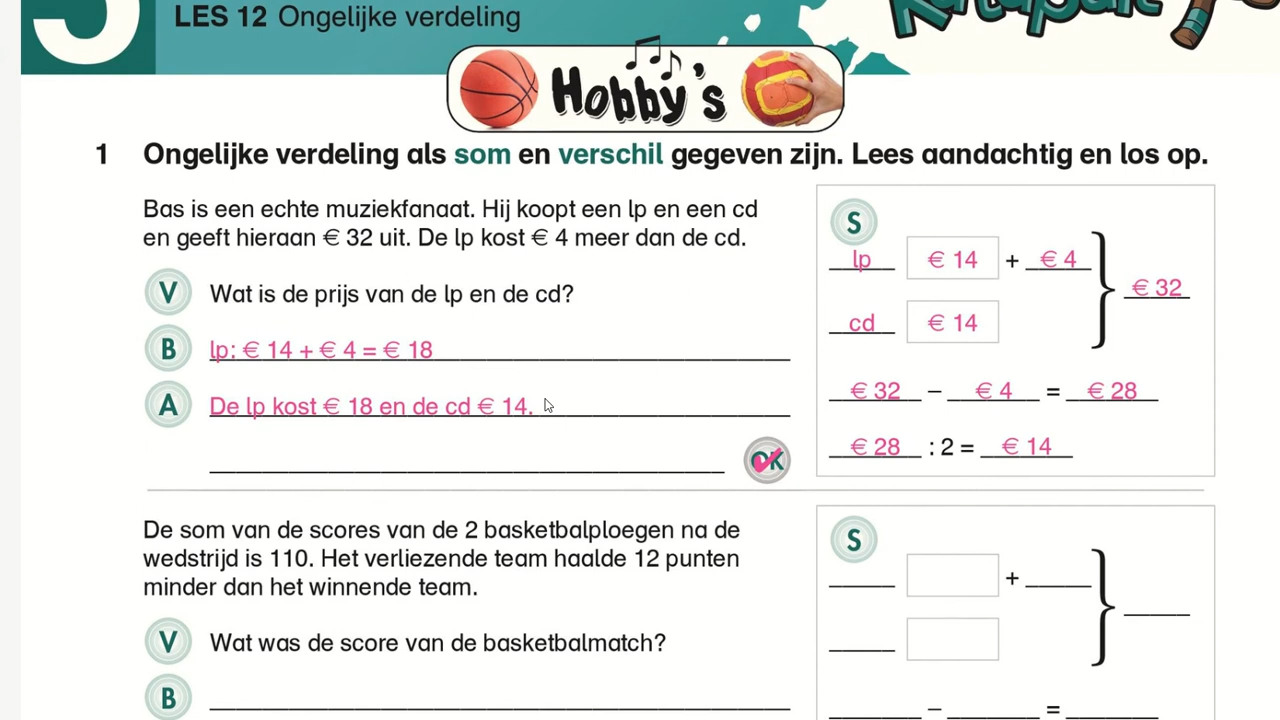 LES 12 Ongelijke verdeling
Hobby's
1 Ongelijke verdeling als som en verschil gegeven zijn. Lees aandachtig en los op.
Bas is een echte muziekfanaat. Hij koopt een lp en een cd
en geeft hieraan € 32 uit. De lp kost € 4 meer dan de cd.
V Wat is de prijs van de lp en de cd?
B lp: € 14 + € 4 = € 18
A De lp kost € 18 en de cd € 14.
OK
S
lp € 14 + € 4
€ 32
cd € 14
€ 32 – € 4 = € 28
€ 28 : 2 = € 14
De som van de scores van de 2 basketbalploegen na de
wedstrijd is 110. Het verliezende team haalde 12 punten
minder dan het winnende team.
V Wat was de score van de basketbalmatch?
B
S
+
– =